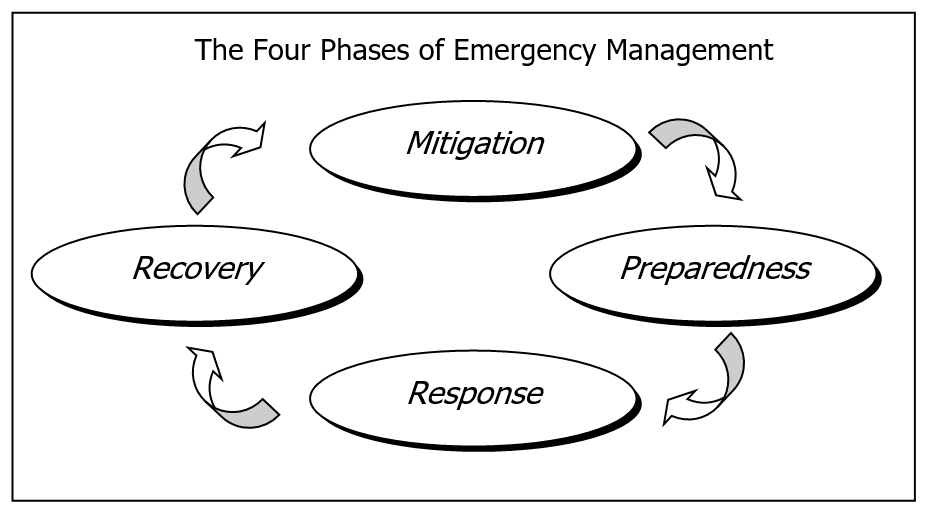 The Four Phases of Emergency Management
Mitigation
Recovery
Preparedness
Response